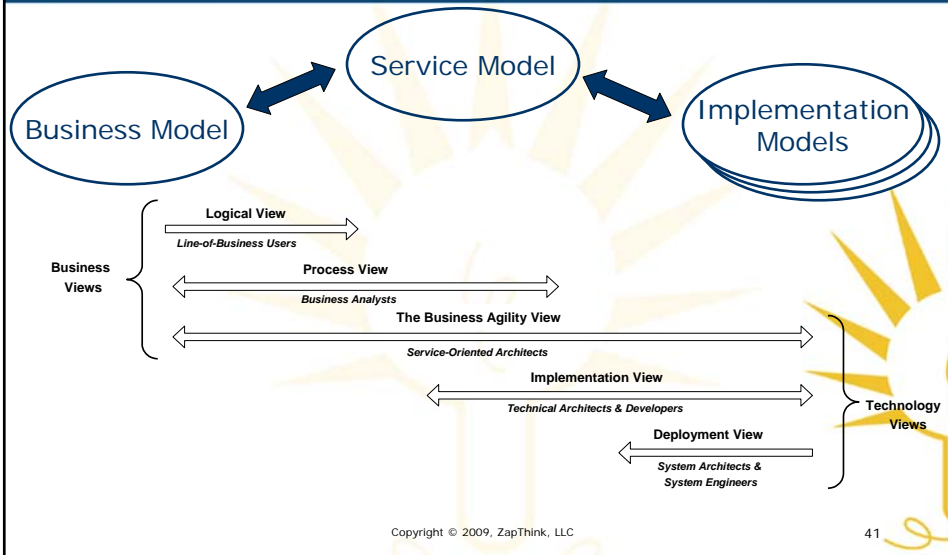 Service Model
Business Model
Implementation
Models
Logical View
Line-of-Business Users
Business
Views
Process View
Business Analysts
The Business Agility View
Service-Oriented Architects
Implementation View
Technical Architects & Developers
Technology
Views
Deployment View
System Architects &
System Engineers
Copyright © 2009, ZapThink, LLC
41